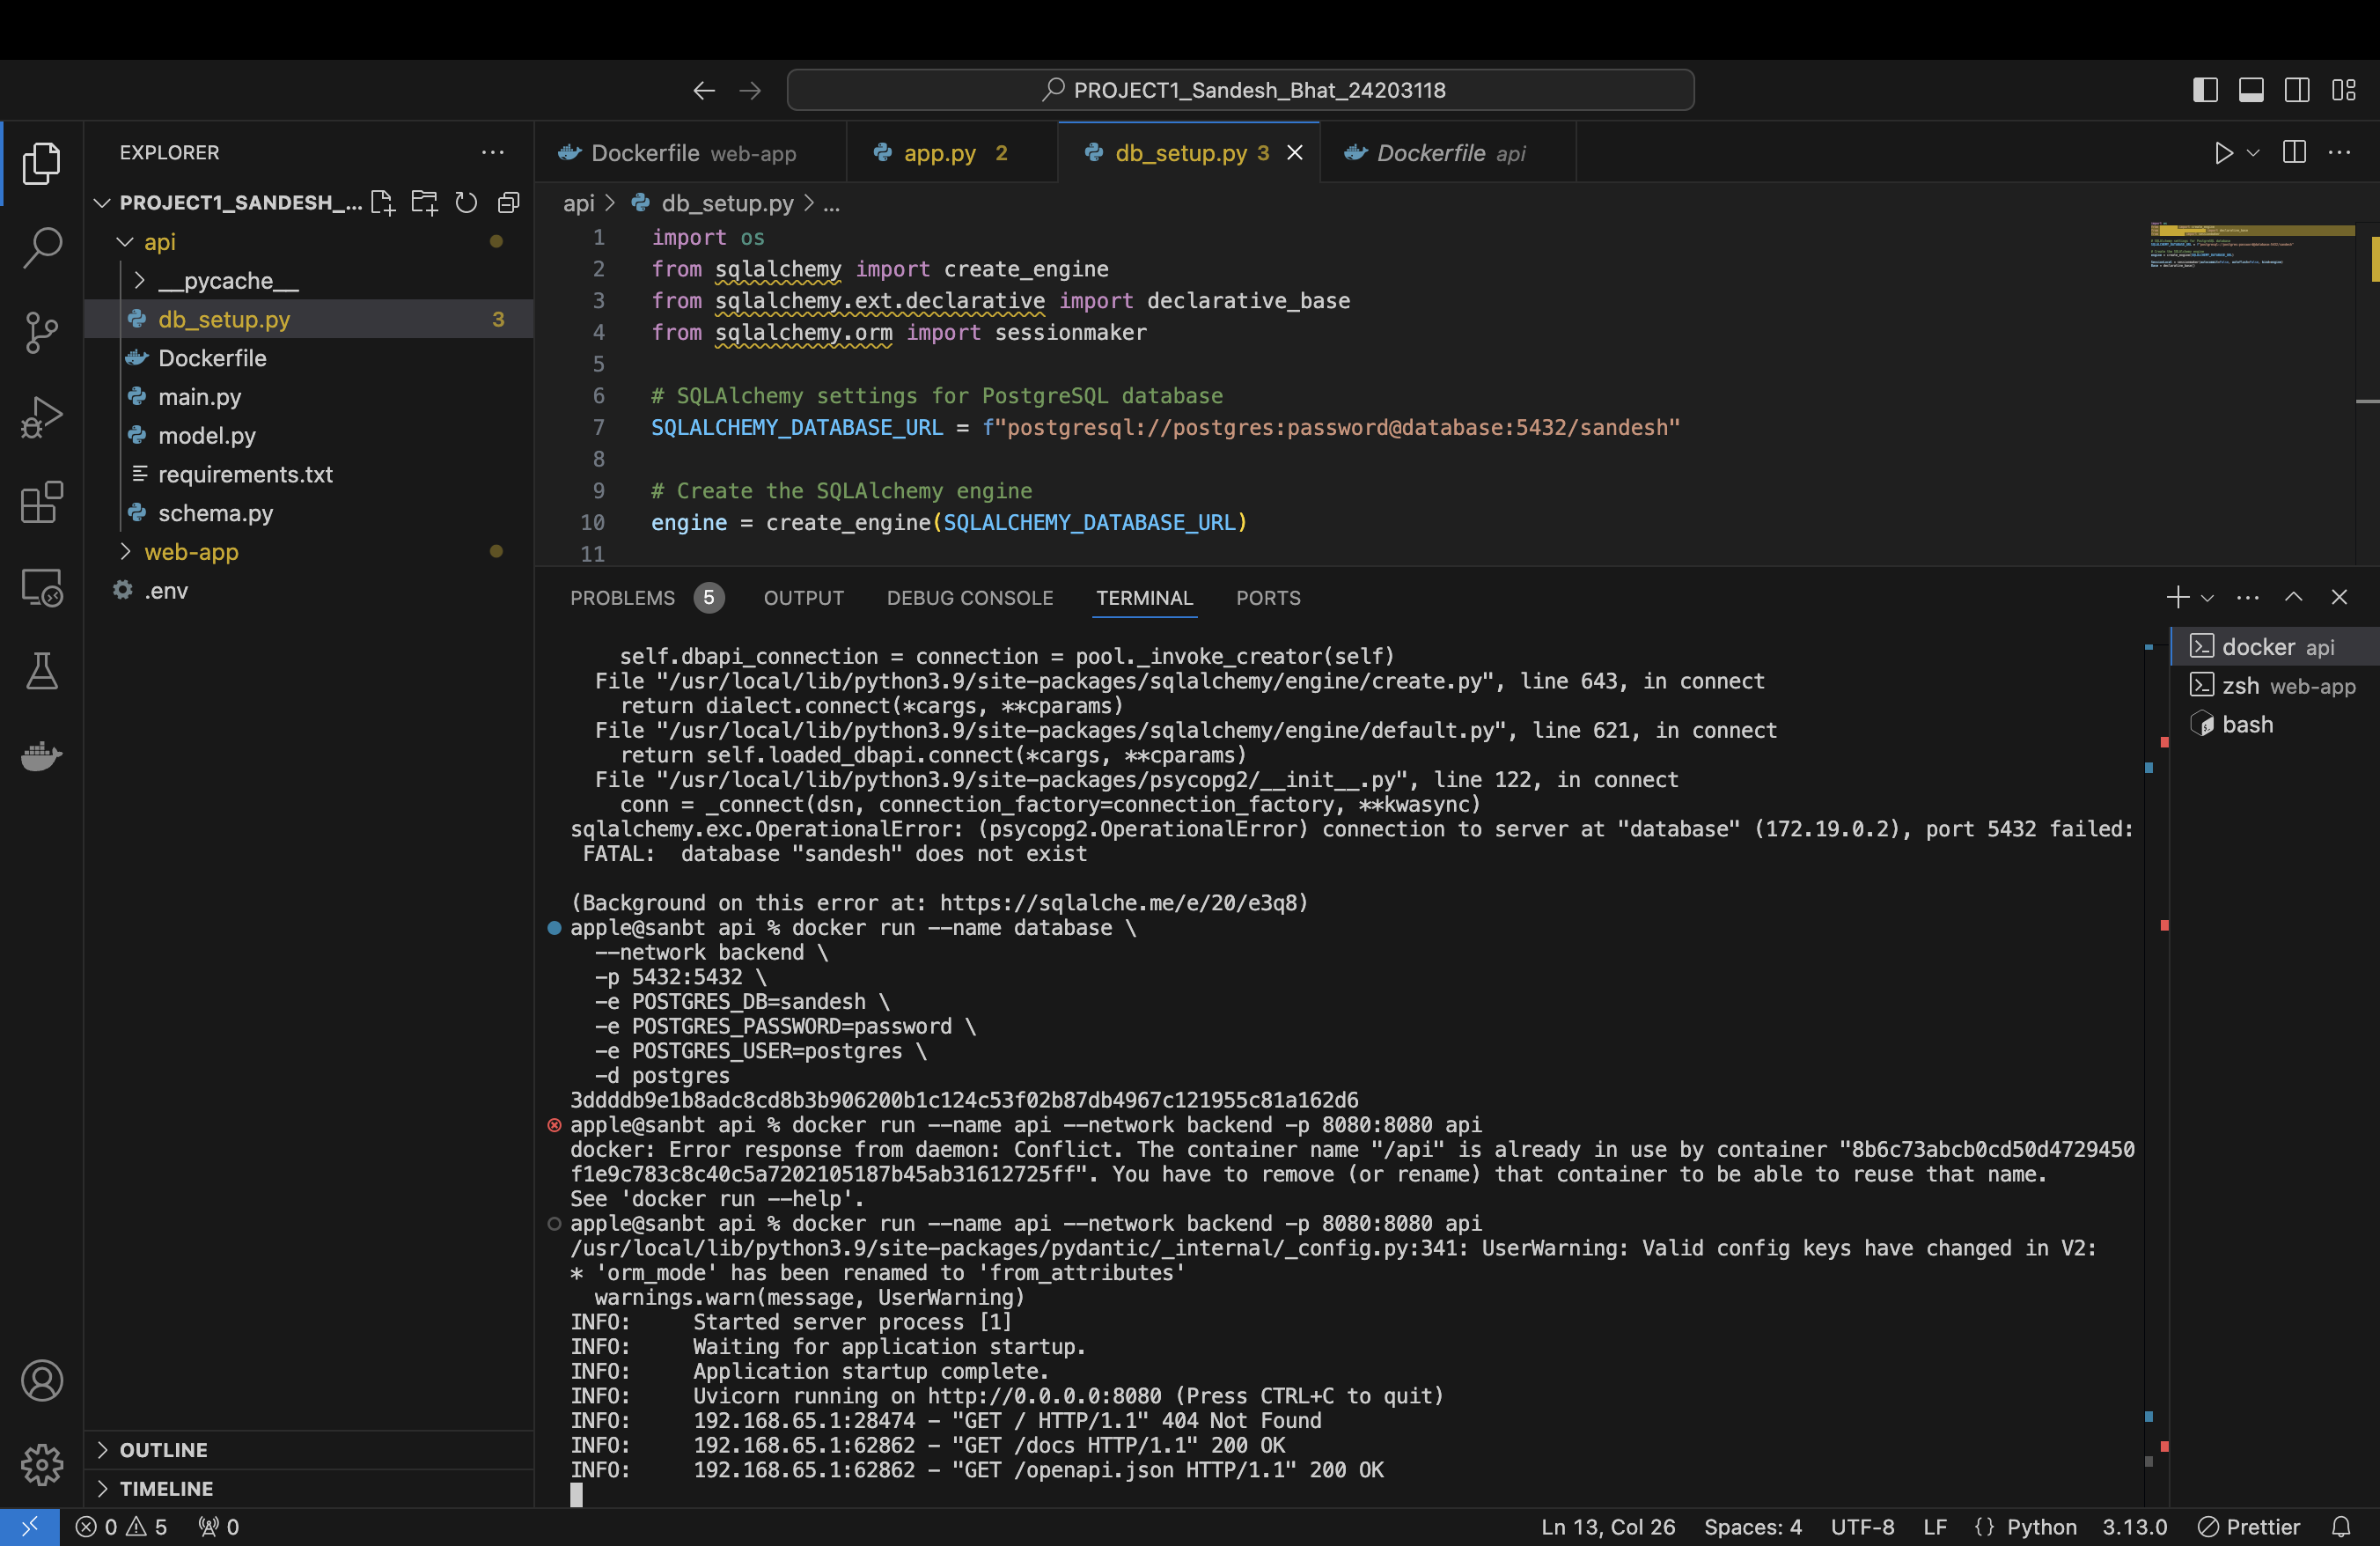 PROJECT1_Sandesh_Bhat_24203118
EXPLORER
PROJECT1_SANDESH_...
api
__pycache__
db_setup.py 3
Dockerfile
main.py
model.py
requirements.txt
schema.py
web-app
.env
OUTLINE
TIMELINE
Dockerfile web-app
app.py 2
db_setup.py 3
Dockerfile api
api > db_setup.py > ...
1 import os
2 from sqlalchemy import create_engine
3 from sqlalchemy.ext.declarative import declarative_base
4 from sqlalchemy.orm import sessionmaker
5
6 # SQLAlchemy settings for PostgreSQL database
7 SQLALCHEMY_DATABASE_URL = f"postgresql://postgres:password@database:5432/sandesh"
8
9 # Create the SQLAlchemy engine
10 engine = create_engine(SQLALCHEMY_DATABASE_URL)
11
PROBLEMS 5 OUTPUT DEBUG CONSOLE TERMINAL PORTS
self.dbapi_connection = connection = pool._invoke_creator(self)
File "/usr/local/lib/python3.9/site-packages/sqlalchemy/engine/create.py", line 643, in connect
return dialect.connect(*cargs, **cparams)
File "/usr/local/lib/python3.9/site-packages/sqlalchemy/engine/default.py", line 621, in connect
return self.loaded_dbapi.connect(*cargs, **cparams)
File "/usr/local/lib/python3.9/site-packages/psycopg2/__init__.py", line 122, in connect
conn = _connect(dsn, connection_factory=connection_factory, **kwasync)
sqlalchemy.exc.OperationalError: (psycopg2.OperationalError) connection to server at "database" (172.19.0.2), port 5432 failed:
FATAL:  database "sandesh" does not exist
(Background on this error at: https://sqlalche.me/e/20/e3q8)
apple@sanbt api % docker run --name database \
--network backend \
-p 5432:5432 \
-e POSTGRES_DB=sandesh \
-e POSTGRES_PASSWORD=password \
-e POSTGRES_USER=postgres \
-d postgres
3ddddb9e1b8adc8cd8b3b906200b1c124c53f02b87db4967c121955c81a162d6
apple@sanbt api % docker run --name api --network backend -p 8080:8080 api
docker: Error response from daemon: Conflict. The container name "/api" is already in use by container "8b6c73abcb0cd50d4729450
f1e9c783c8c40c5a7202105187b45ab31612725ff". You have to remove (or rename) that container to be able to reuse that name.
See 'docker run --help'.
apple@sanbt api % docker run --name api --network backend -p 8080:8080 api
/usr/local/lib/python3.9/site-packages/pydantic/_internal/_config.py:341: UserWarning: Valid config keys have changed in V2:
* 'orm_mode' has been renamed to 'from_attributes'
warnings.warn(message, UserWarning)
INFO:     Started server process [1]
INFO:     Waiting for application startup.
INFO:     Application startup complete.
INFO:     Uvicorn running on http://0.0.0.0:8080 (Press CTRL+C to quit)
INFO:     192.168.65.1:28474 - "GET / HTTP/1.1" 404 Not Found
INFO:     192.168.65.1:62862 - "GET /docs HTTP/1.1" 200 OK
INFO:     192.168.65.1:62862 - "GET /openapi.json HTTP/1.1" 200 OK
docker api
zsh web-app
bash
0 5 0
Ln 13, Col 26 Spaces: 4 UTF-8 LF {} Python 3.13.0 Prettier